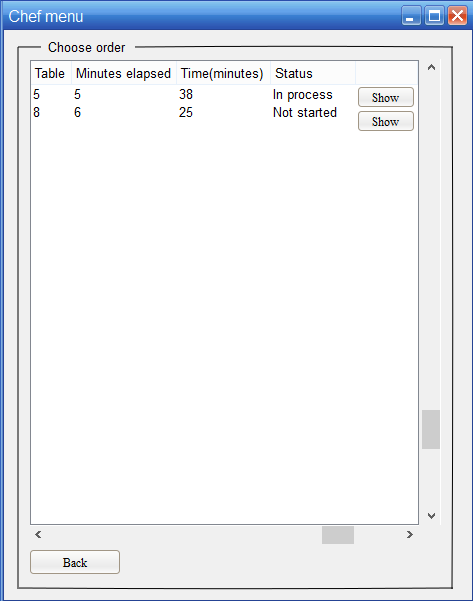 Chef menu
Choose order
Table Minutes elapsed Time(minutes) Status
5 5 38 In process Show
8 6 25 Not started Show
Back